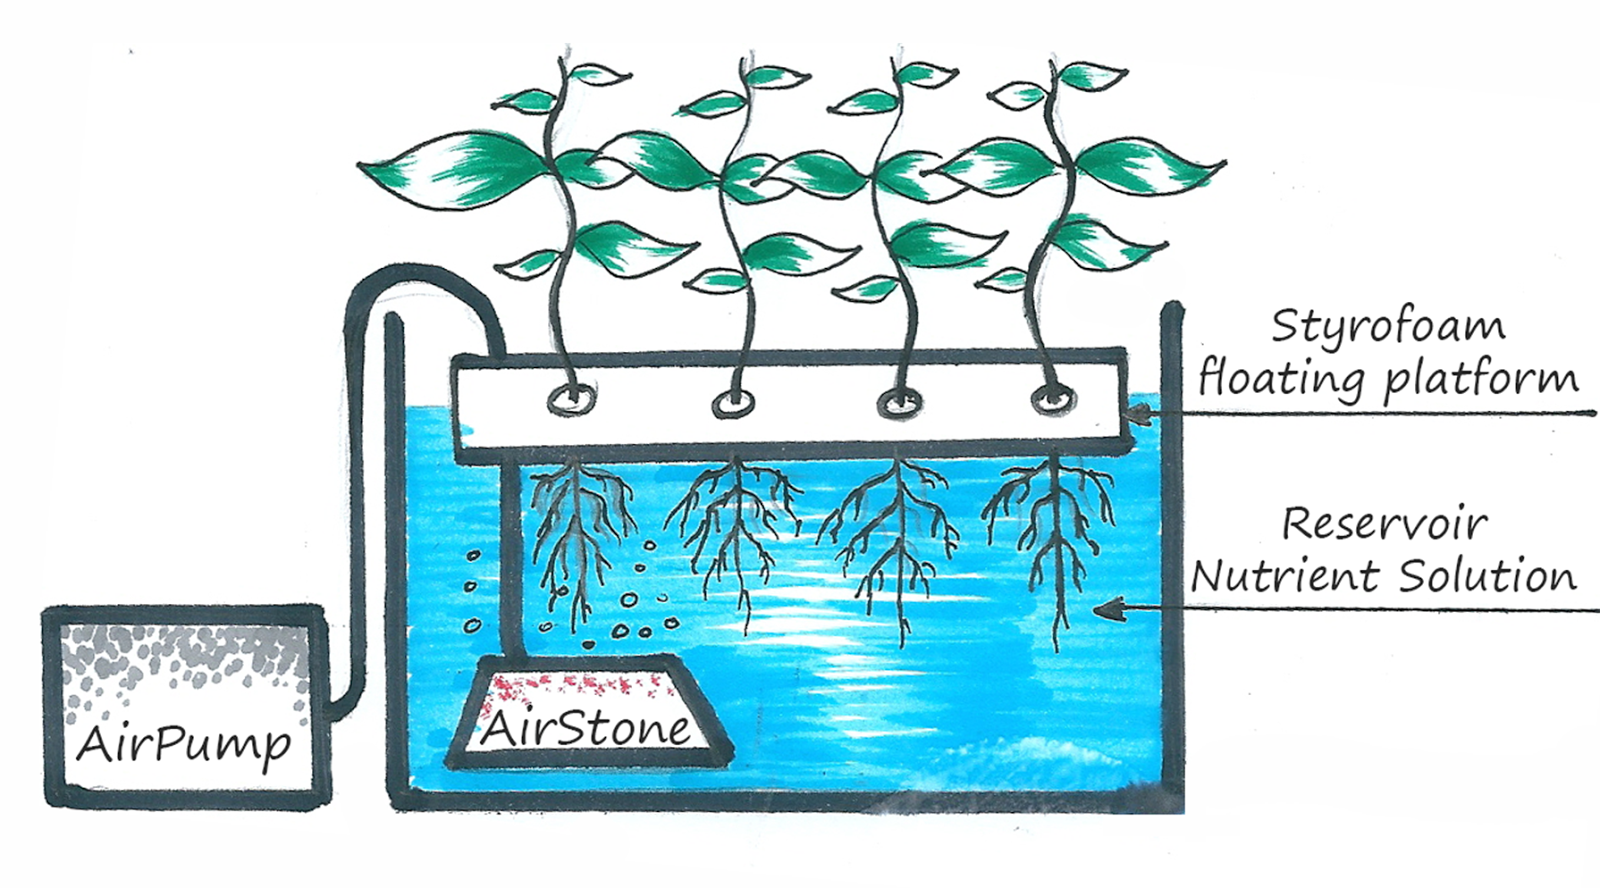 Styrofoam
floating platform
Reservoir
Nutrient Solution
AirPump
AirStone